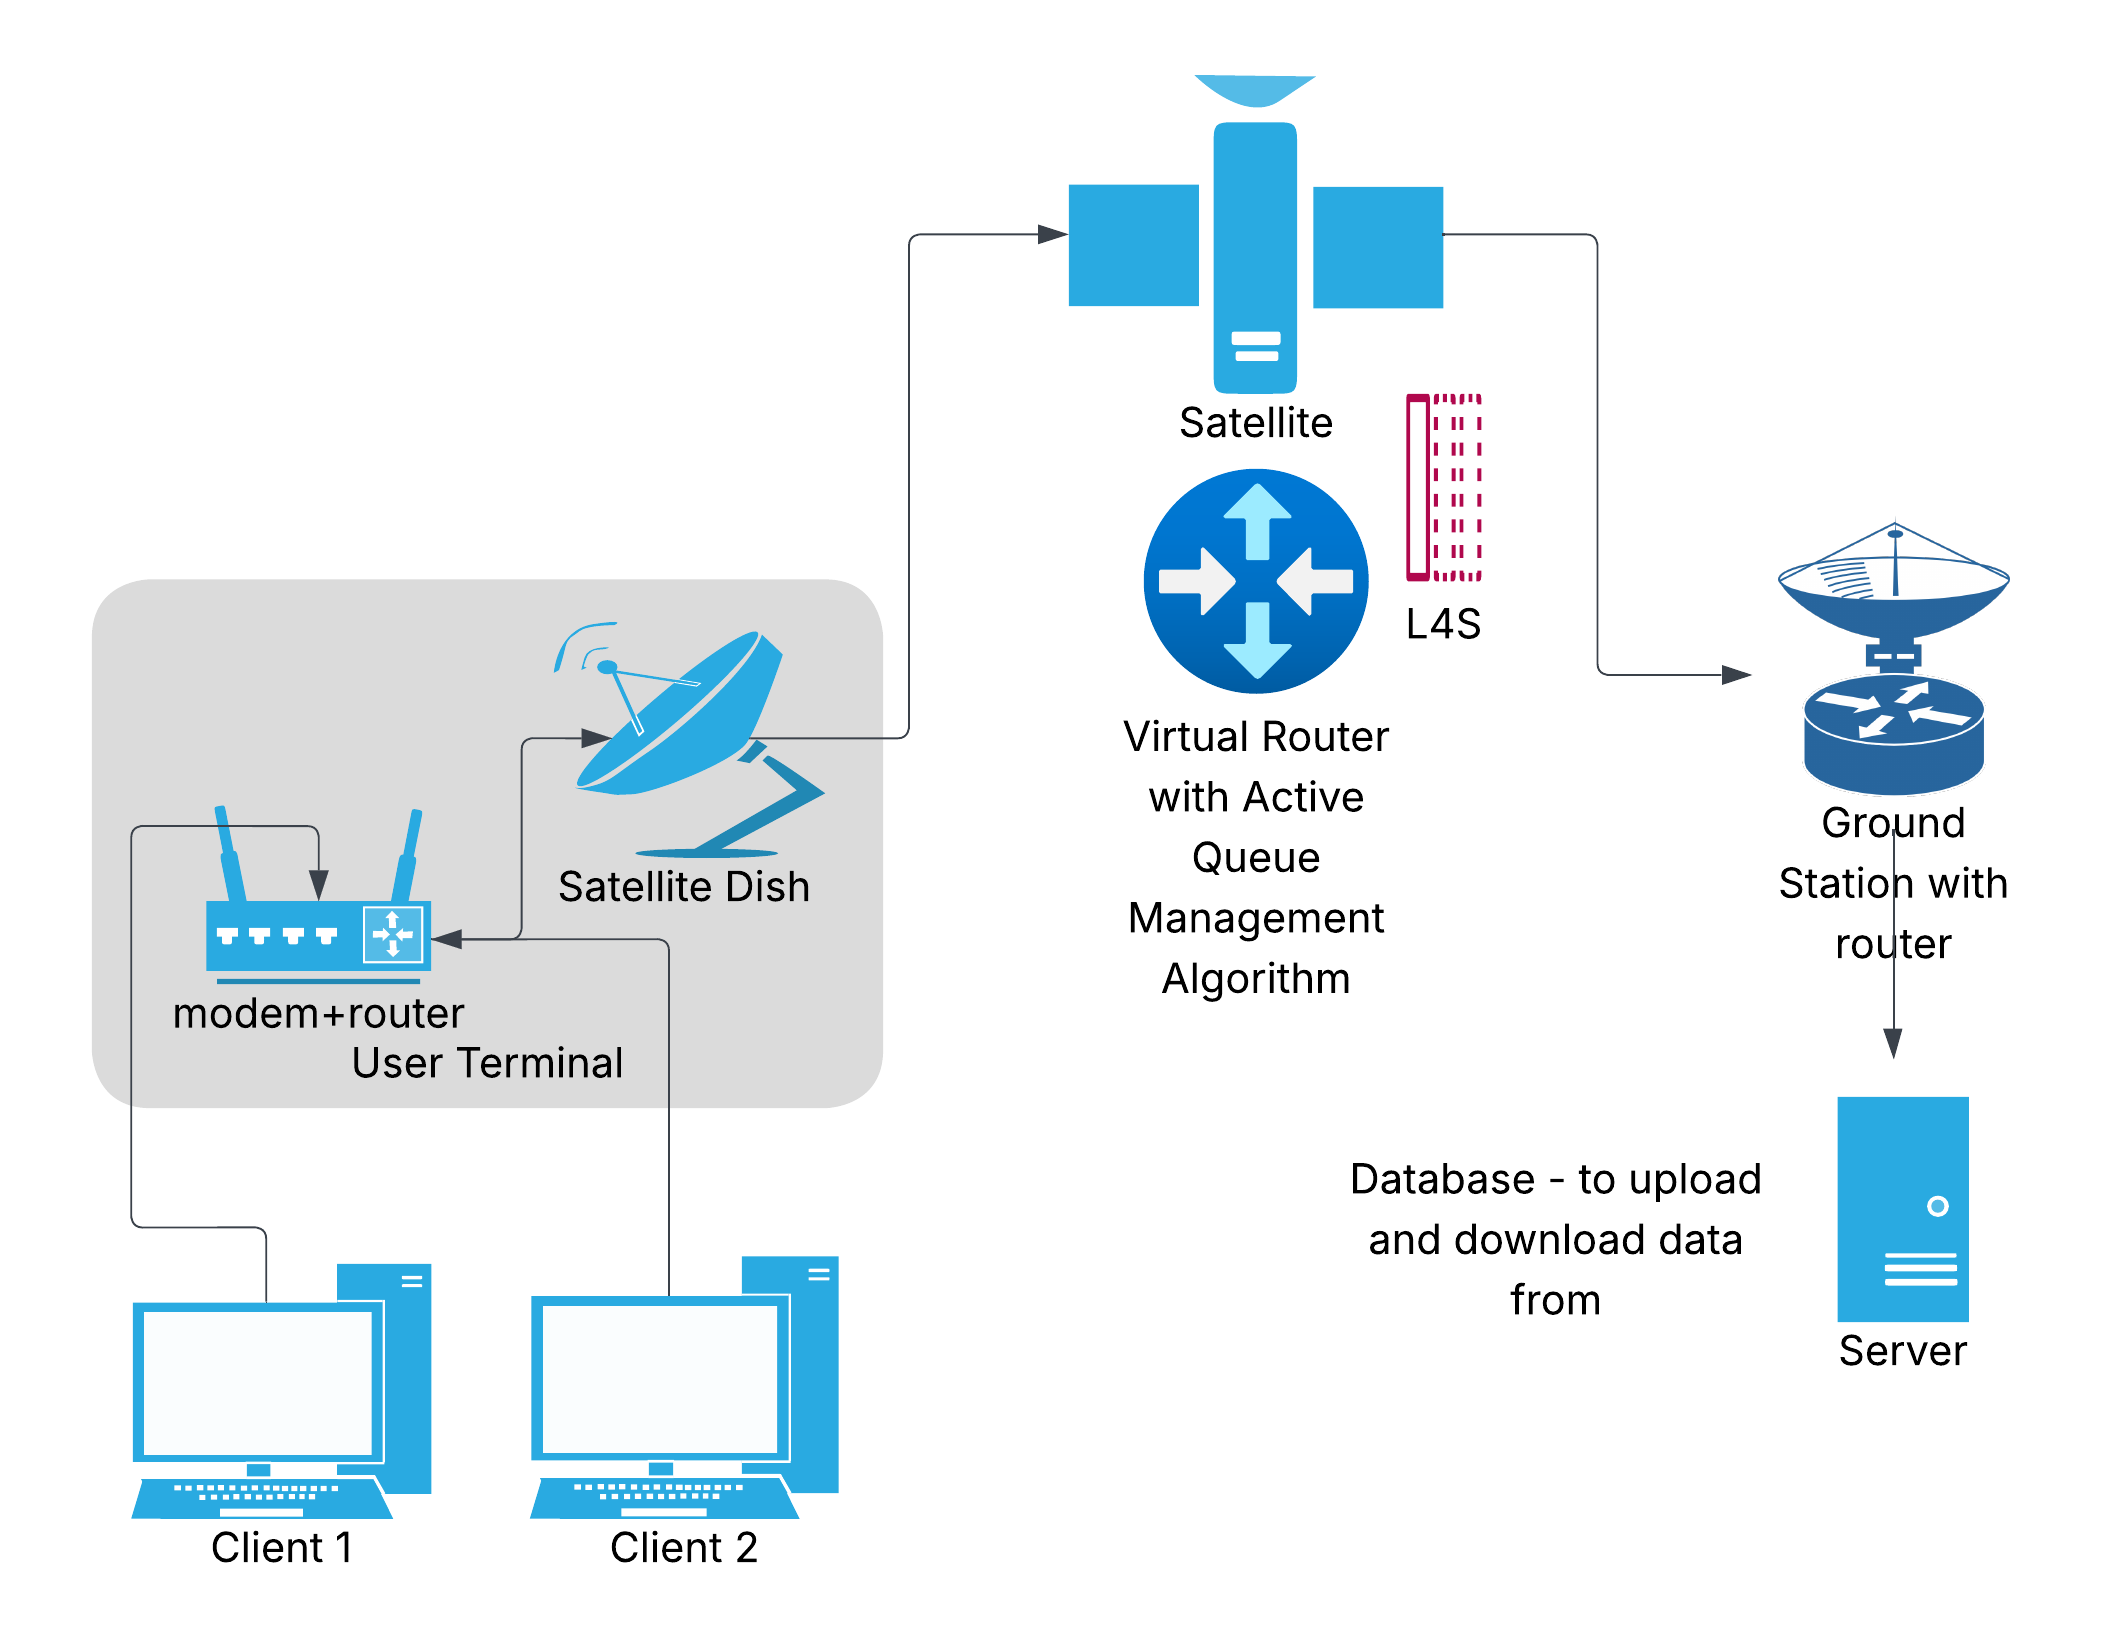 Satellite
L4S
Virtual Router
with Active
Queue
Management
Algorithm
Satellite Dish
modem+router
User Terminal
Ground
Station with
router
Database - to upload
and download data
from
Server
Client 1
Client 2